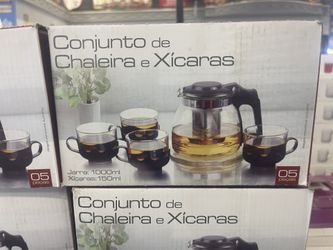 Conjunto de
Chaleira e Xícaras
Jarra: 1000ml
Xícaras: 150ml
05
PEÇAS
05
PEÇAS
Conjunto de
Chaleira e Xícaras